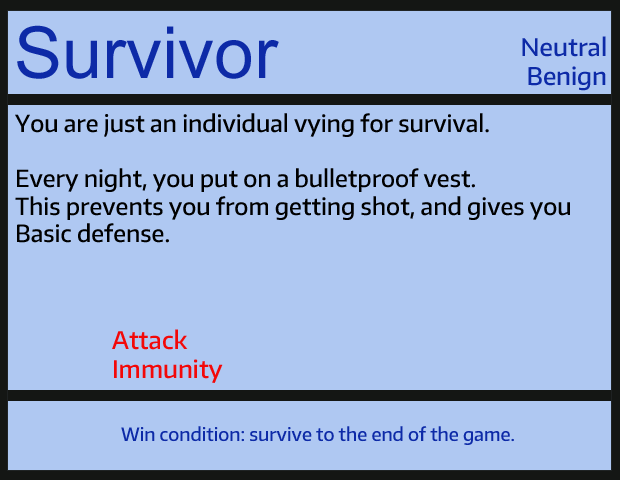 Survivor
Neutral
Benign
You are just an individual vying for survival.
Every night, you put on a bulletproof vest.
This prevents you from getting shot, and gives you
Basic defense.
Attack
Immunity
Win condition: survive to the end of the game.